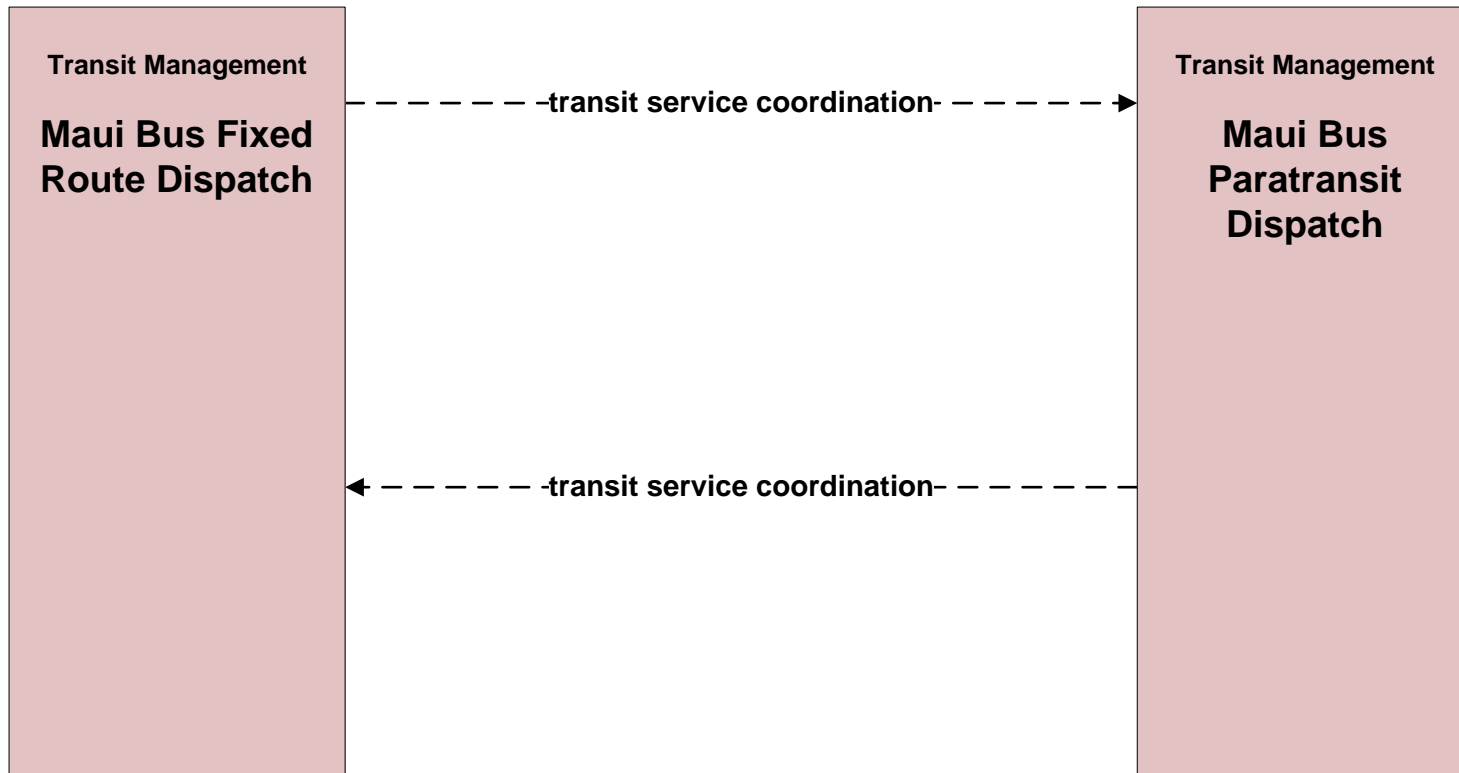 Transit Management
Maui Bus Fixed
Route Dispatch
transit service coordination
transit service coordination
Transit Management
Maui Bus
Paratransit
Dispatch